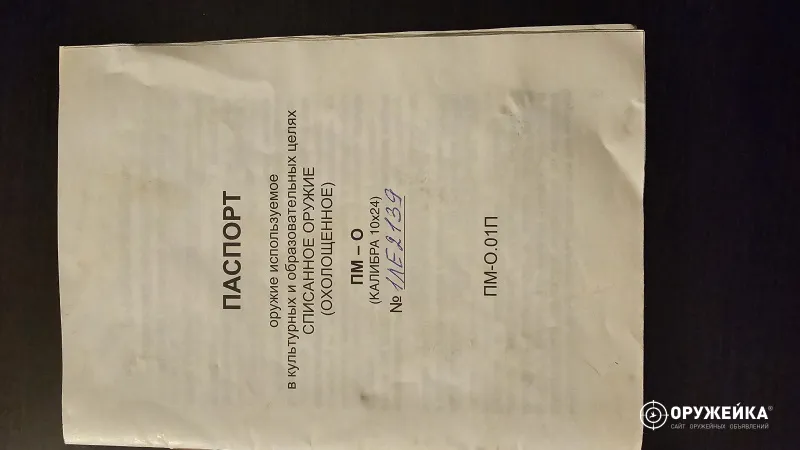 ПАСПОРТ
оружие используемое
в культурных и образовательных целях
СПИСАННОЕ ОРУЖИЕ
(ОХОЛОЩЕННОЕ)
ПМ – О
(КАЛИБРА 10х24)
№ 11ЛЕ2139
ПМ-О.01П
ОРУЖЕЙКА®
САЙТ ОРУЖЕЙНЫХ ОБЪЯВЛЕНИЙ